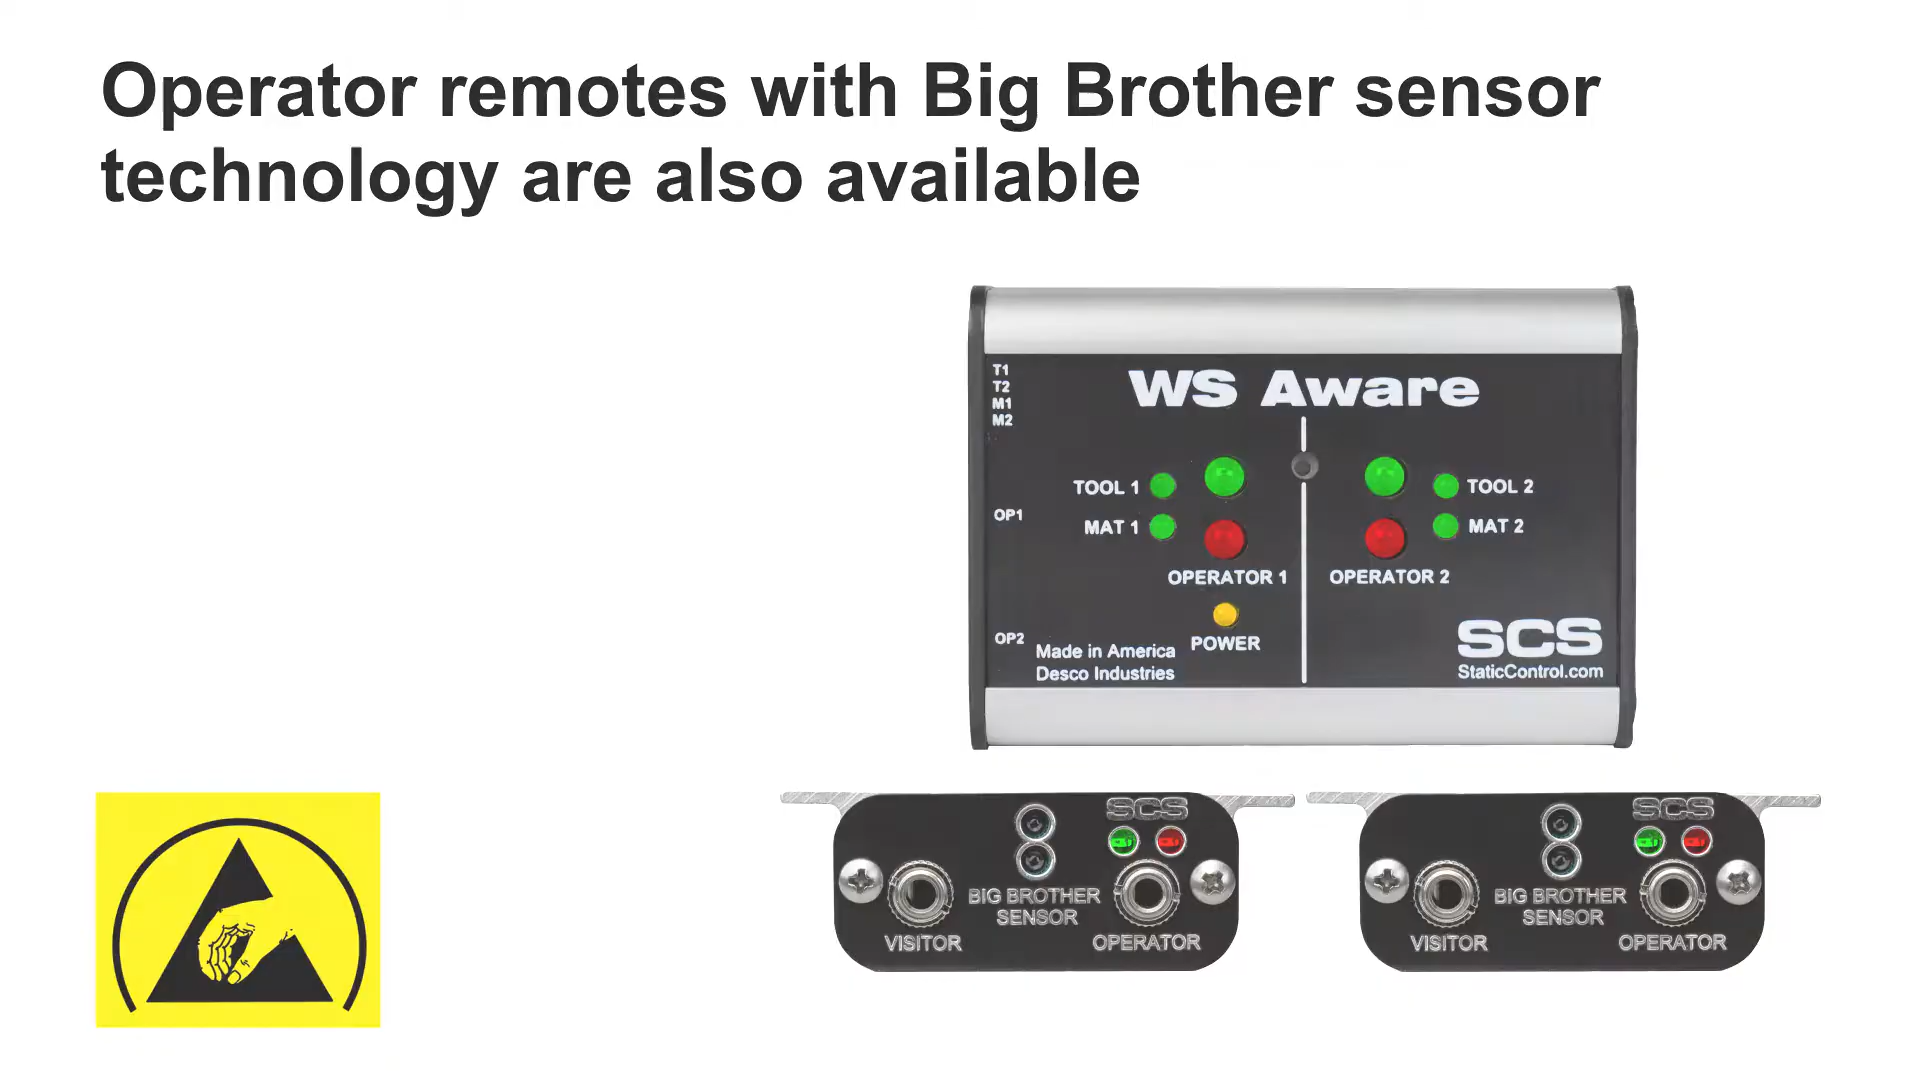 Operator remotes with Big Brother sensor
technology are also available
T1
T2
M1
M2
WS Aware
TOOL 1
TOOL 2
OP1
MAT 1
MAT 2
OPERATOR 1
OPERATOR 2
OP2
Made in America
Desco Industries
POWER
SCS
StaticControl.com
SCS
BIG BROTHER
SENSOR
VISITOR
OPERATOR
SCS
BIG BROTHER
SENSOR
VISITOR
OPERATOR